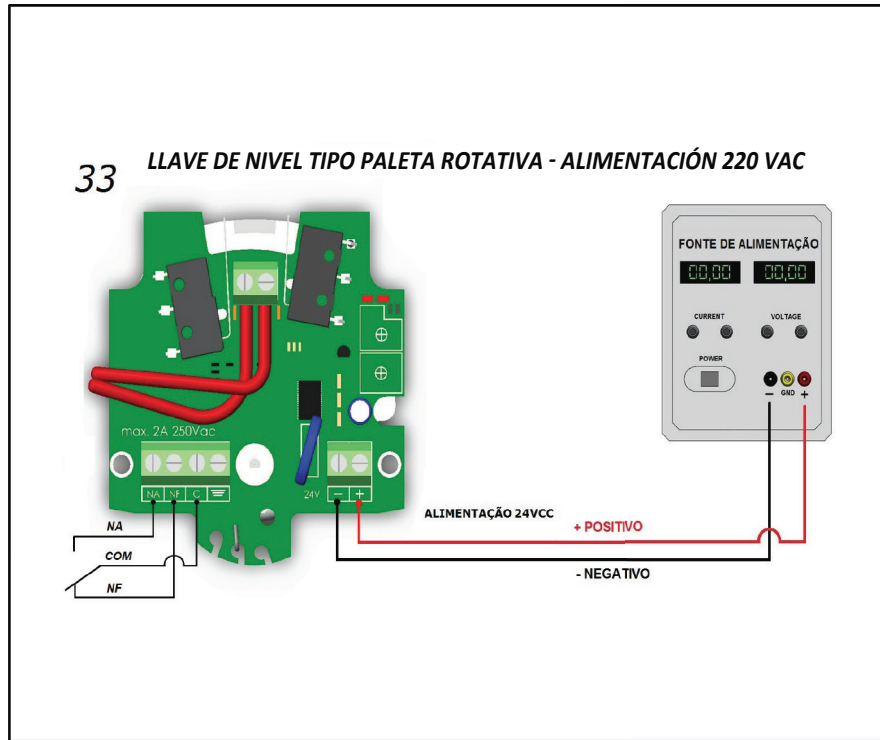 33
LLAVE DE NIVEL TIPO PALETA ROTATIVA - ALIMENTACIÓN 220 VAC
FONTE DE ALIMENTAÇÃO
00,00 00,00
CURRENT VOLTAGE
POWER
− GND +
max. 2A 250Vac
NA NF C
24V − +
NA
COM
NF
ALIMENTAÇÃO 24VCC
+ POSITIVO
- NEGATIVO